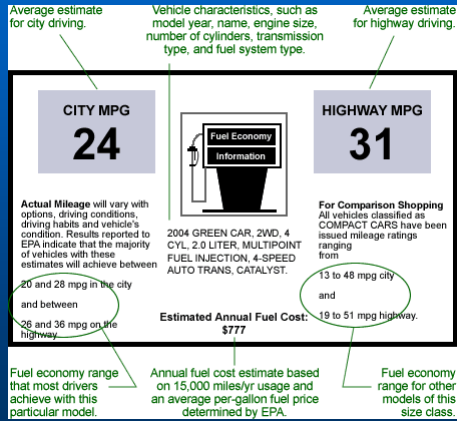 Average estimate
for city driving.
Vehicle characteristics, such as
model year, name, engine size,
number of cylinders, transmission
type, and fuel system type.
Average estimate
for highway driving.
CITY MPG
24
Fuel Economy
Information
HIGHWAY MPG
31
Actual Mileage will vary with
options, driving conditions,
driving habits and vehicle's
condition. Results reported to
EPA indicate that the majority
of vehicles with these
estimates will achieve between
20 and 28 mpg in the city
and between
26 and 36 mpg on the
highway
2004 GREEN CAR, 2WD, 4
CYL, 2.0 LITER, MULTIPOINT
FUEL INJECTION, 4-SPEED
AUTO TRANS, CATALYST.
Estimated Annual Fuel Cost:
$777
For Comparison Shopping
All vehicles classified as
COMPACT CARS have been
issued mileage ratings
ranging
from
13 to 48 mpg city
and
19 to 51 mpg highway.
Fuel economy range
that most drivers
achieve with this
particular model.
Annual fuel cost estimate based
on 15,000 miles/yr usage and
an average per-gallon fuel price
determined by EPA.
Fuel economy
range for other
models of this
size class.